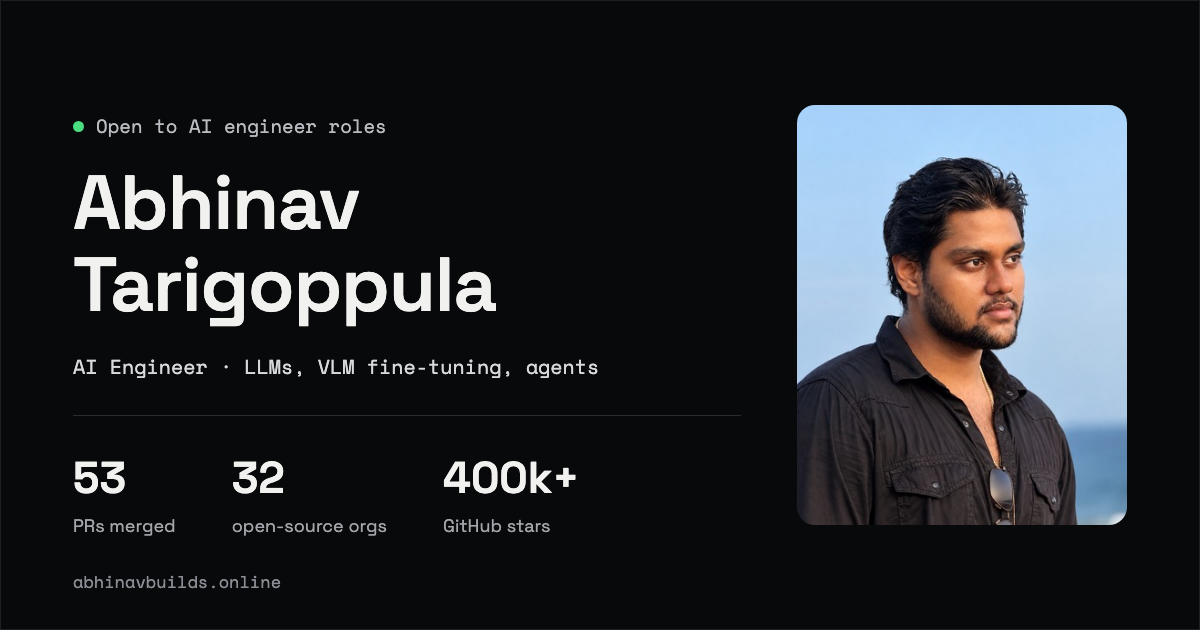 Open to AI engineer roles
Abhinav
Tarigoppula
AI Engineer · LLMs, VLM fine-tuning, agents
53
PRs merged
32
open-source orgs
400k+
GitHub stars
abhinavbuilds.online